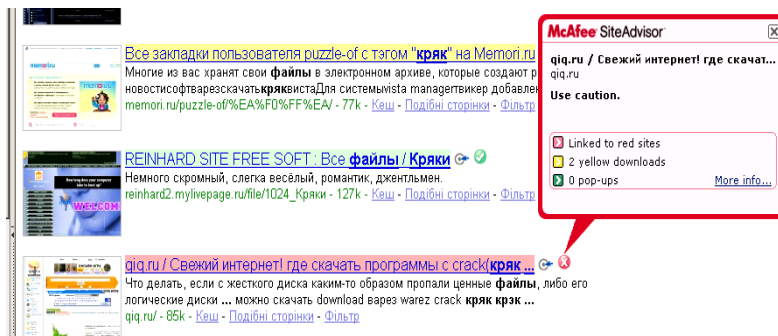 Все закладки пользователя puzzle-of с тэгом "кряк" на Memori.ru
Многие из вас хранят свои файлы в электронном архиве, которые создают р
новостисофтварезскачатькряквистаДля системыvista managerтвикер добавле
memori.ru/puzzle-of/%EA%F0%FF%EA/ - 77k - Кеш - Подібні сторінки - Фільтр
REINHARD SITE FREE SOFT : Все файлы / Кряки
Немного скромный, слегка весёлый, романтик, джентльмен.
reinhard2.mylivepage.ru/file/1024_Кряки - 127k - Кеш - Подібні сторінки - Фільтр
qiq.ru / Свежий интернет! где скачать программы с crack(кряк ...
Что делать, если с жесткого диска каким-то образом пропали ценные файлы, либо его
логические диски ... можно скачать download варез warez crack кряк крэк ...
qiq.ru/ - 85k - Кеш - Подібні сторінки - Фільтр
McAfee SiteAdvisor
qiq.ru / Свежий интернет! где скачат...
qiq.ru
Use caution.
Linked to red sites
2 yellow downloads
0 pop-ups More info...
WELCOM